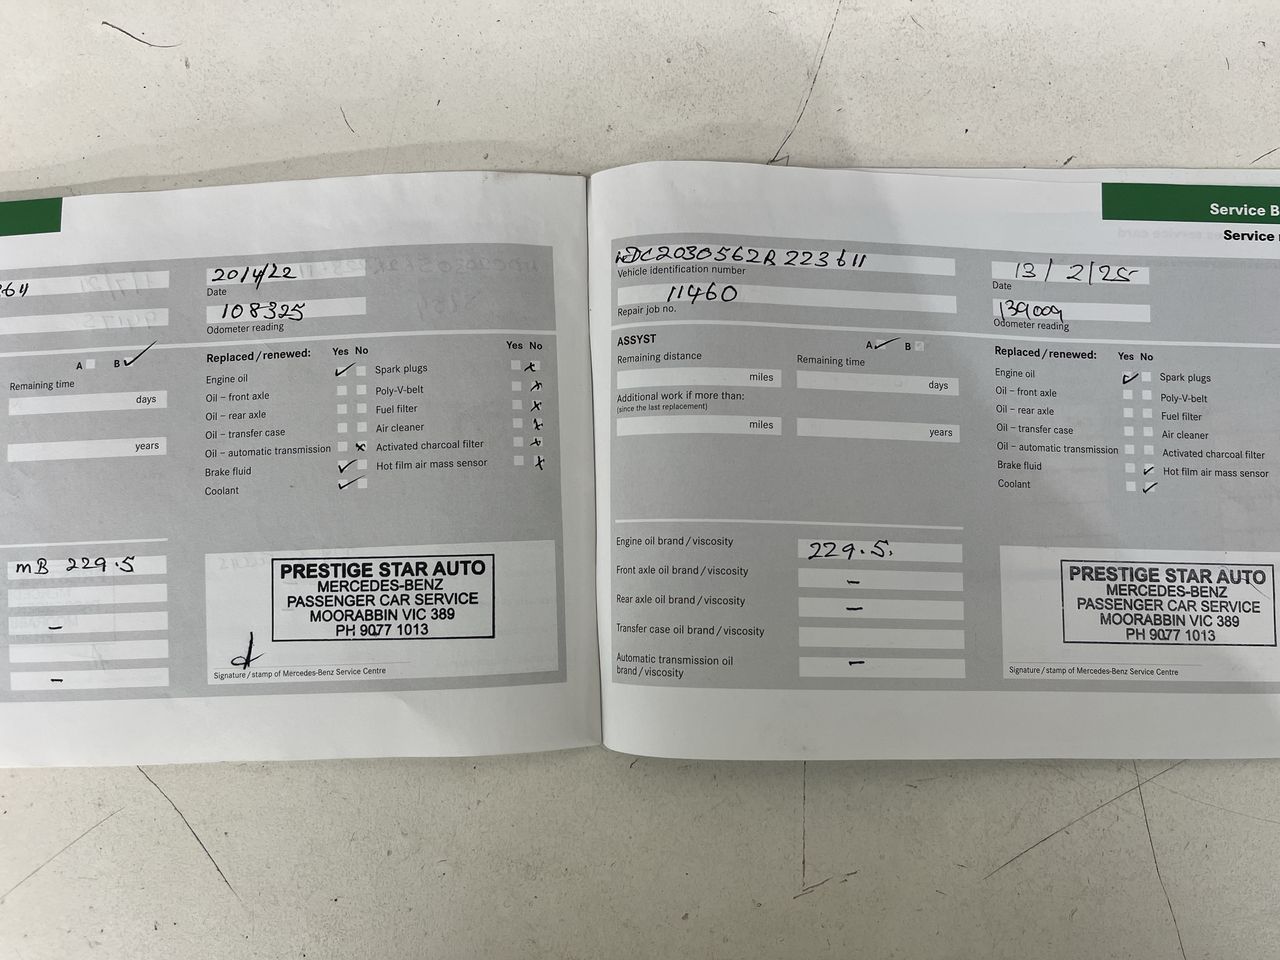 20/4/22
Date
108325
Odometer reading
A B
Remaining time
days
years
Replaced/renewed: Yes No
Engine oil
Oil – front axle
Oil – rear axle
Oil – transfer case
Oil – automatic transmission
Brake fluid
Coolant
Yes No
Spark plugs
Poly-V-belt
Fuel filter
Air cleaner
Activated charcoal filter
Hot film air mass sensor
mB 229.5
–
–
PRESTIGE STAR AUTO
MERCEDES-BENZ
PASSENGER CAR SERVICE
MOORABBIN VIC 389
PH 9077 1013
Signature/stamp of Mercedes-Benz Service Centre
Service B
Service
WDC2030562R223611
Vehicle identification number
11460
Repair job no.
13/2/25
Date
139009
Odometer reading
ASSYST
A B
Remaining distance
miles
Remaining time
days
Additional work if more than:
(since the last replacement)
miles
years
Replaced/renewed: Yes No
Engine oil
Oil – front axle
Oil – rear axle
Oil – transfer case
Oil – automatic transmission
Brake fluid
Coolant
Spark plugs
Poly-V-belt
Fuel filter
Air cleaner
Activated charcoal filter
Hot film air mass sensor
Engine oil brand/viscosity
229.5.
Front axle oil brand/viscosity
–
Rear axle oil brand/viscosity
–
Transfer case oil brand/viscosity
Automatic transmission oil
brand/viscosity
–
PRESTIGE STAR AUTO
MERCEDES-BENZ
PASSENGER CAR SERVICE
MOORABBIN VIC 389
PH 9077 1013
Signature/stamp of Mercedes-Benz Service Centre